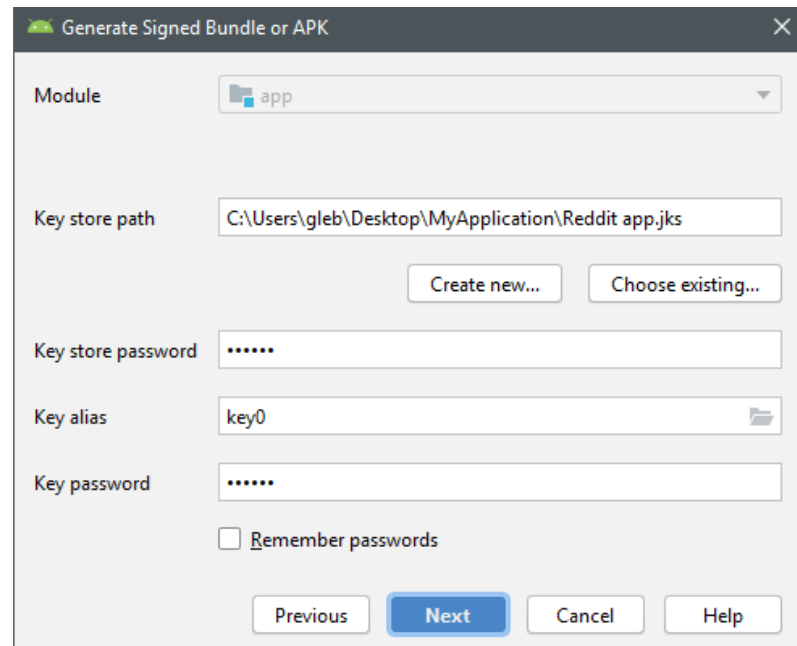 Generate Signed Bundle or APK
Module
app
Key store path
C:\Users\gleb\Desktop\MyApplication\Reddit app.jks
Create new...
Choose existing...
Key store password
••••••
Key alias
key0
Key password
••••••
Remember passwords
Previous
Next
Cancel
Help